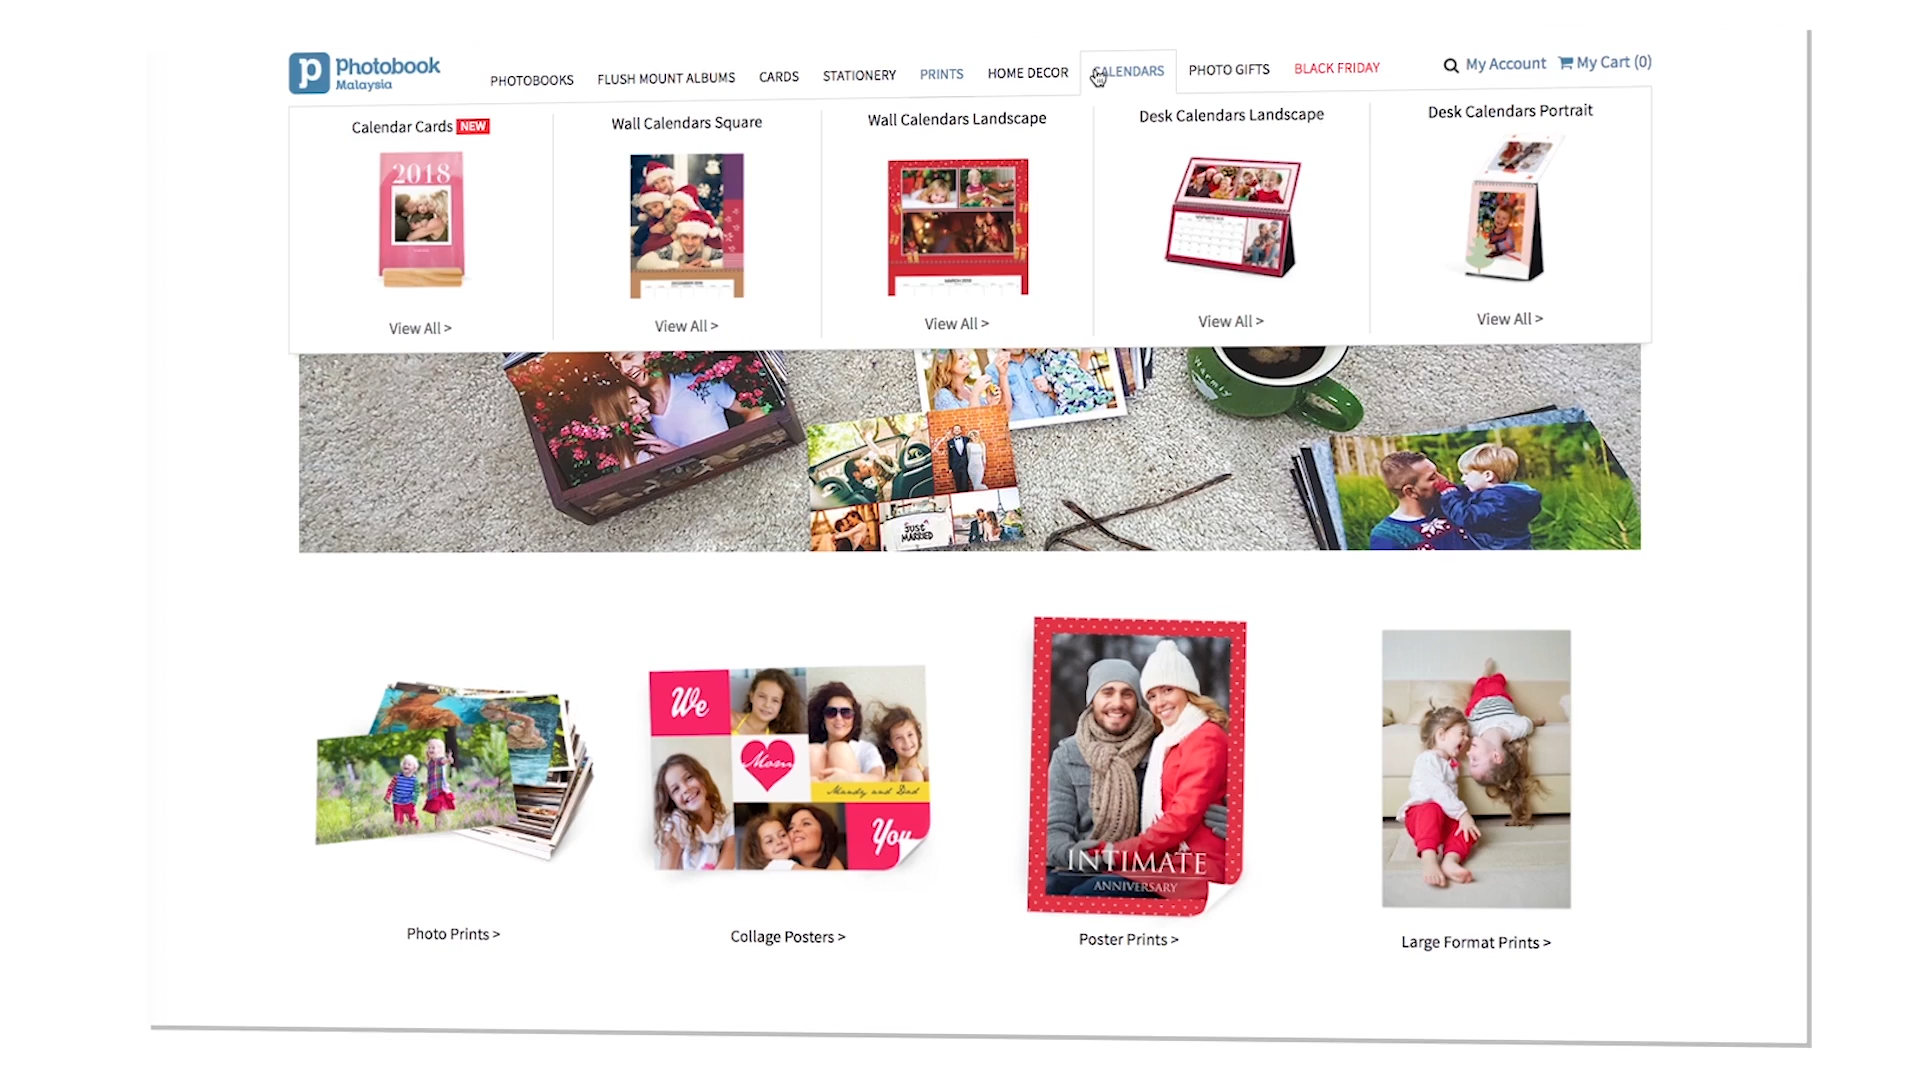 Photobook
Malaysia
PHOTOBOOKS FLUSH MOUNT ALBUMS CARDS STATIONERY PRINTS HOME DECOR CALENDARS PHOTO GIFTS BLACK FRIDAY
My Account My Cart (0)
Calendar Cards NEW
Wall Calendars Square
Wall Calendars Landscape
Desk Calendars Landscape
Desk Calendars Portrait
2018
View All >
View All >
View All >
View All >
View All >
Warmly
JUST
MARRIED
We
Mom
Mandy and Dad
You
INTIMATE
ANNIVERSARY
Photo Prints >
Collage Posters >
Poster Prints >
Large Format Prints >